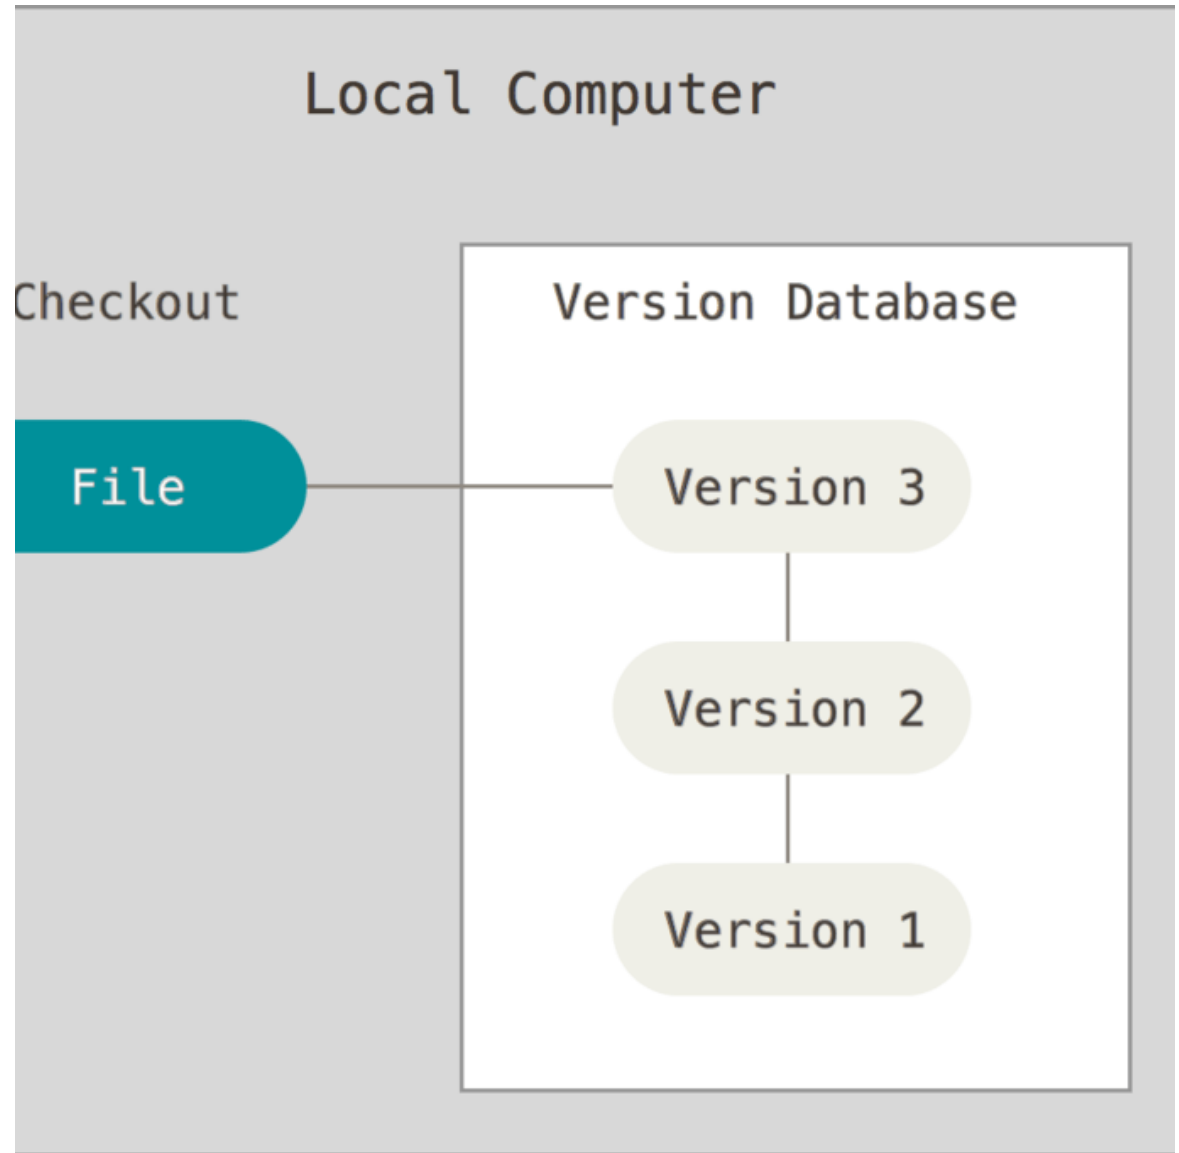 Local Computer
Checkout
Version Database
File
Version 3
Version 2
Version 1